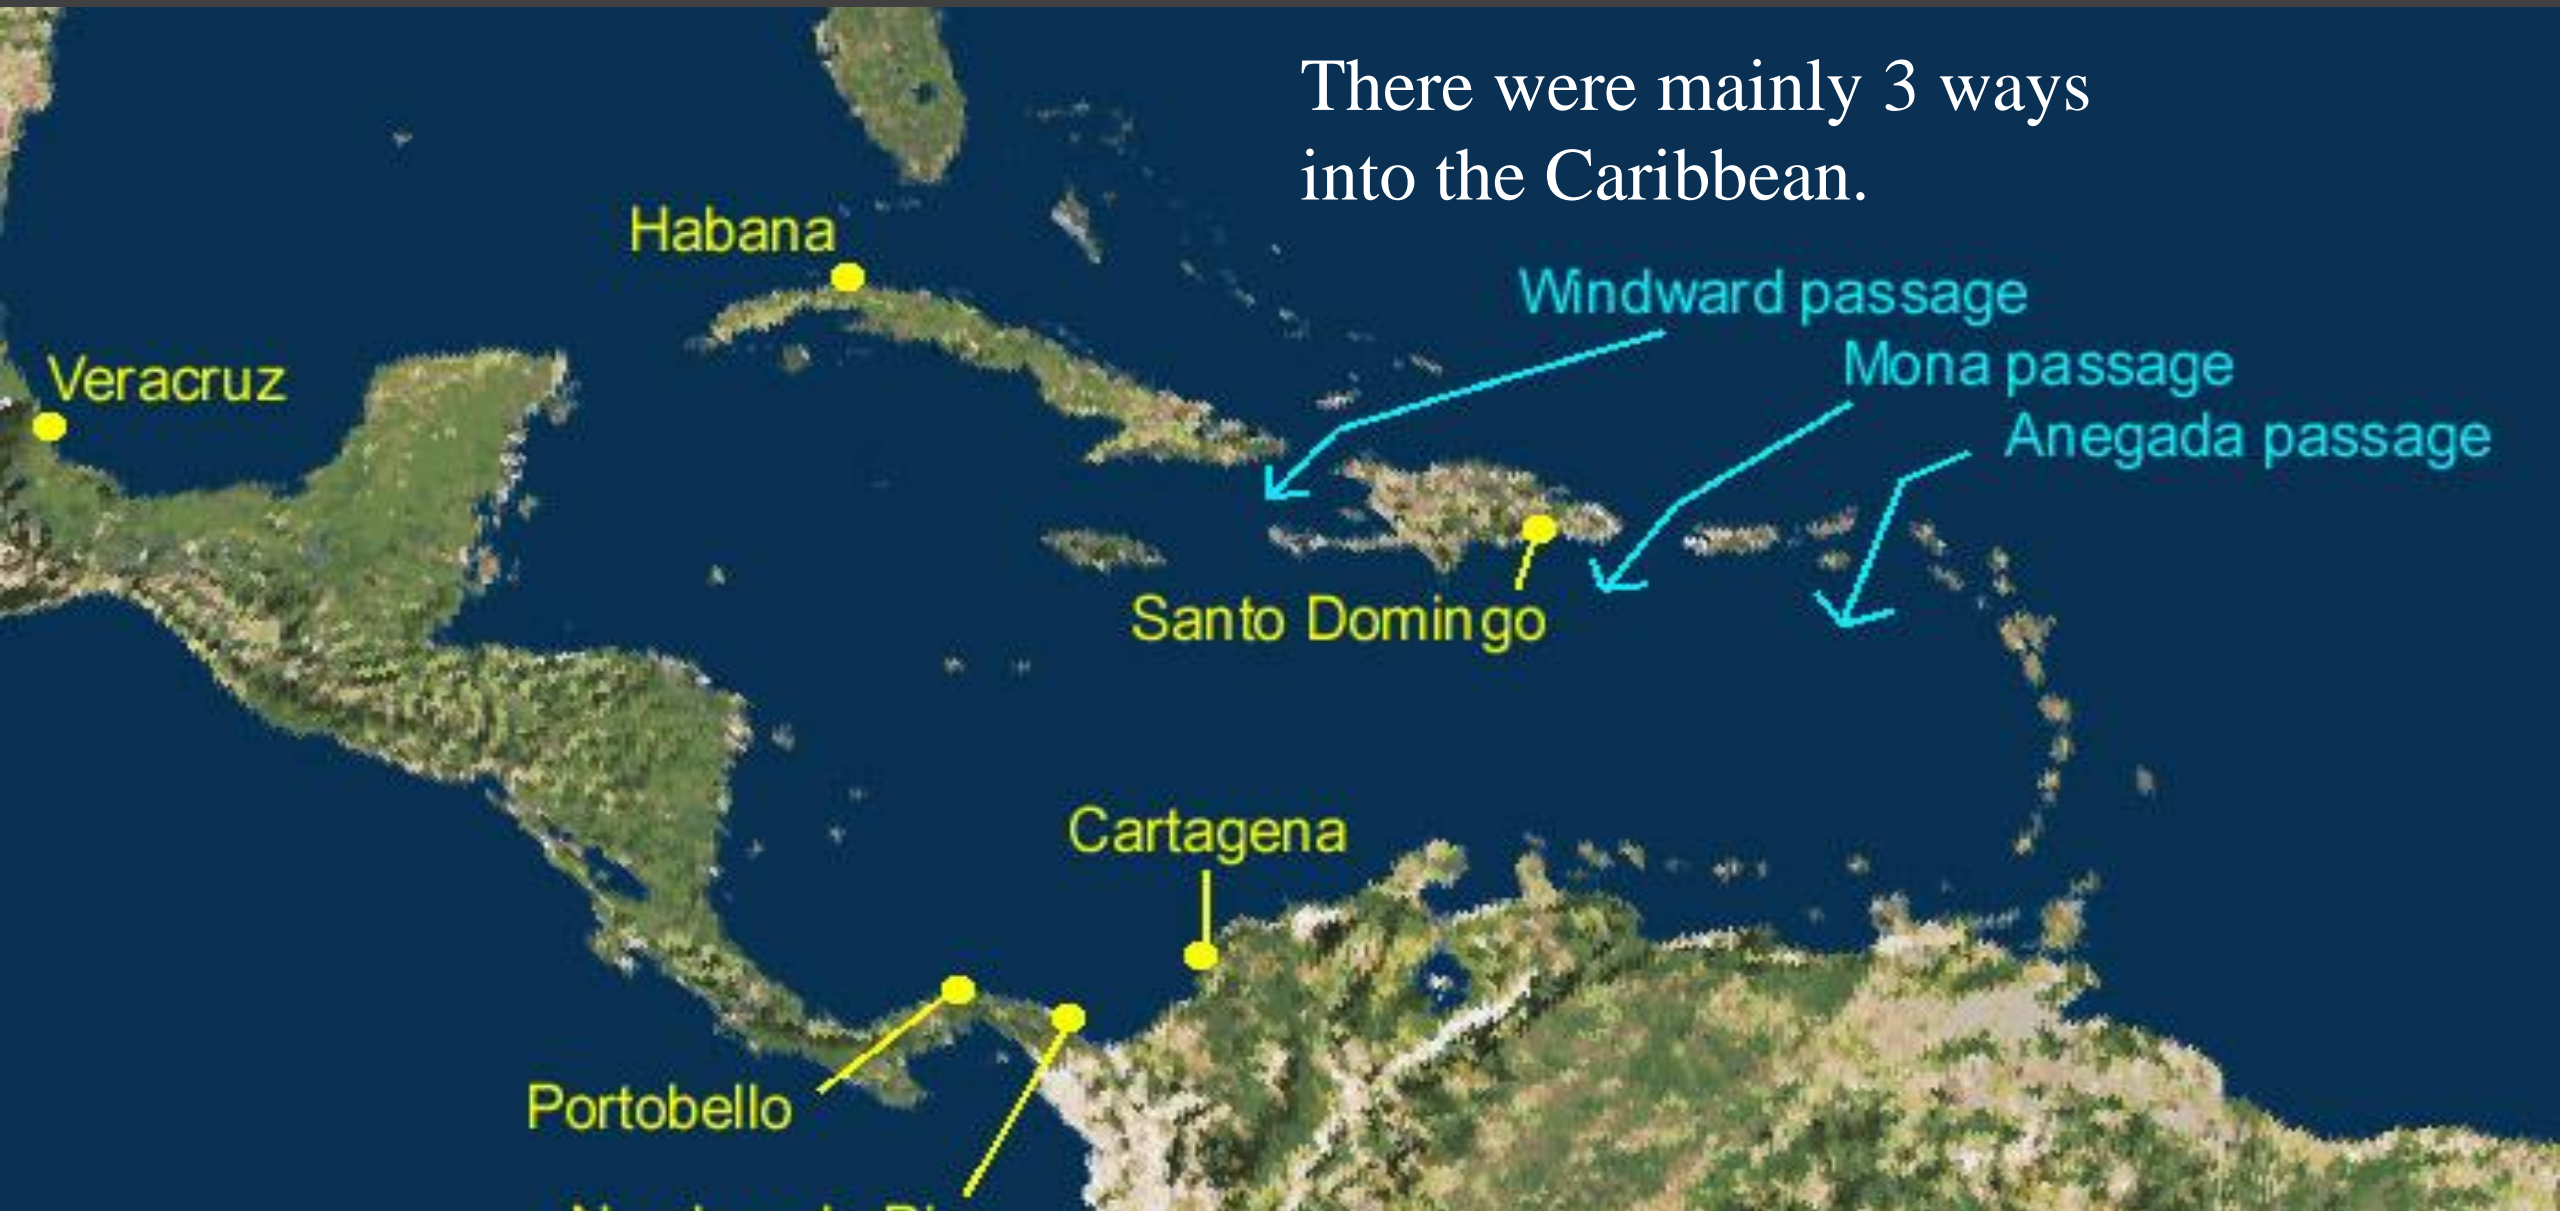 There were mainly 3 ways
into the Caribbean.
Habana
Windward passage
Mona passage
Veracruz
Anegada passage
Santo Domingo
Cartagena
Portobello